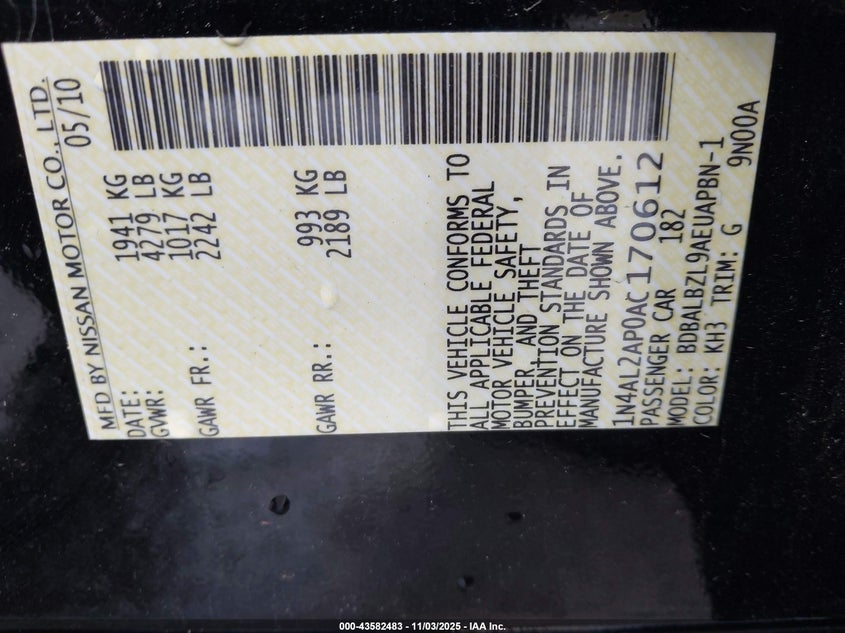 MFD BY NISSAN MOTOR CO., LTD.
DATE: 05/10
GVWR: 1941 KG
4279 LB
GAWR FR.: 1017 KG
2242 LB
GAWR RR.: 993 KG
2189 LB
THIS VEHICLE CONFORMS TO
ALL APPLICABLE FEDERAL
MOTOR VEHICLE SAFETY,
BUMPER, AND THEFT
PREVENTION STANDARDS IN
EFFECT ON THE DATE OF
MANUFACTURE SHOWN ABOVE.
1N4AL2AP0AC170612
PASSENGER CAR 182
MODEL: BDBALBZL9AEUAPBN-1
COLOR: KH3 TRIM: G 9N00A
000-43582483 - 11/03/2025 - IAA Inc.